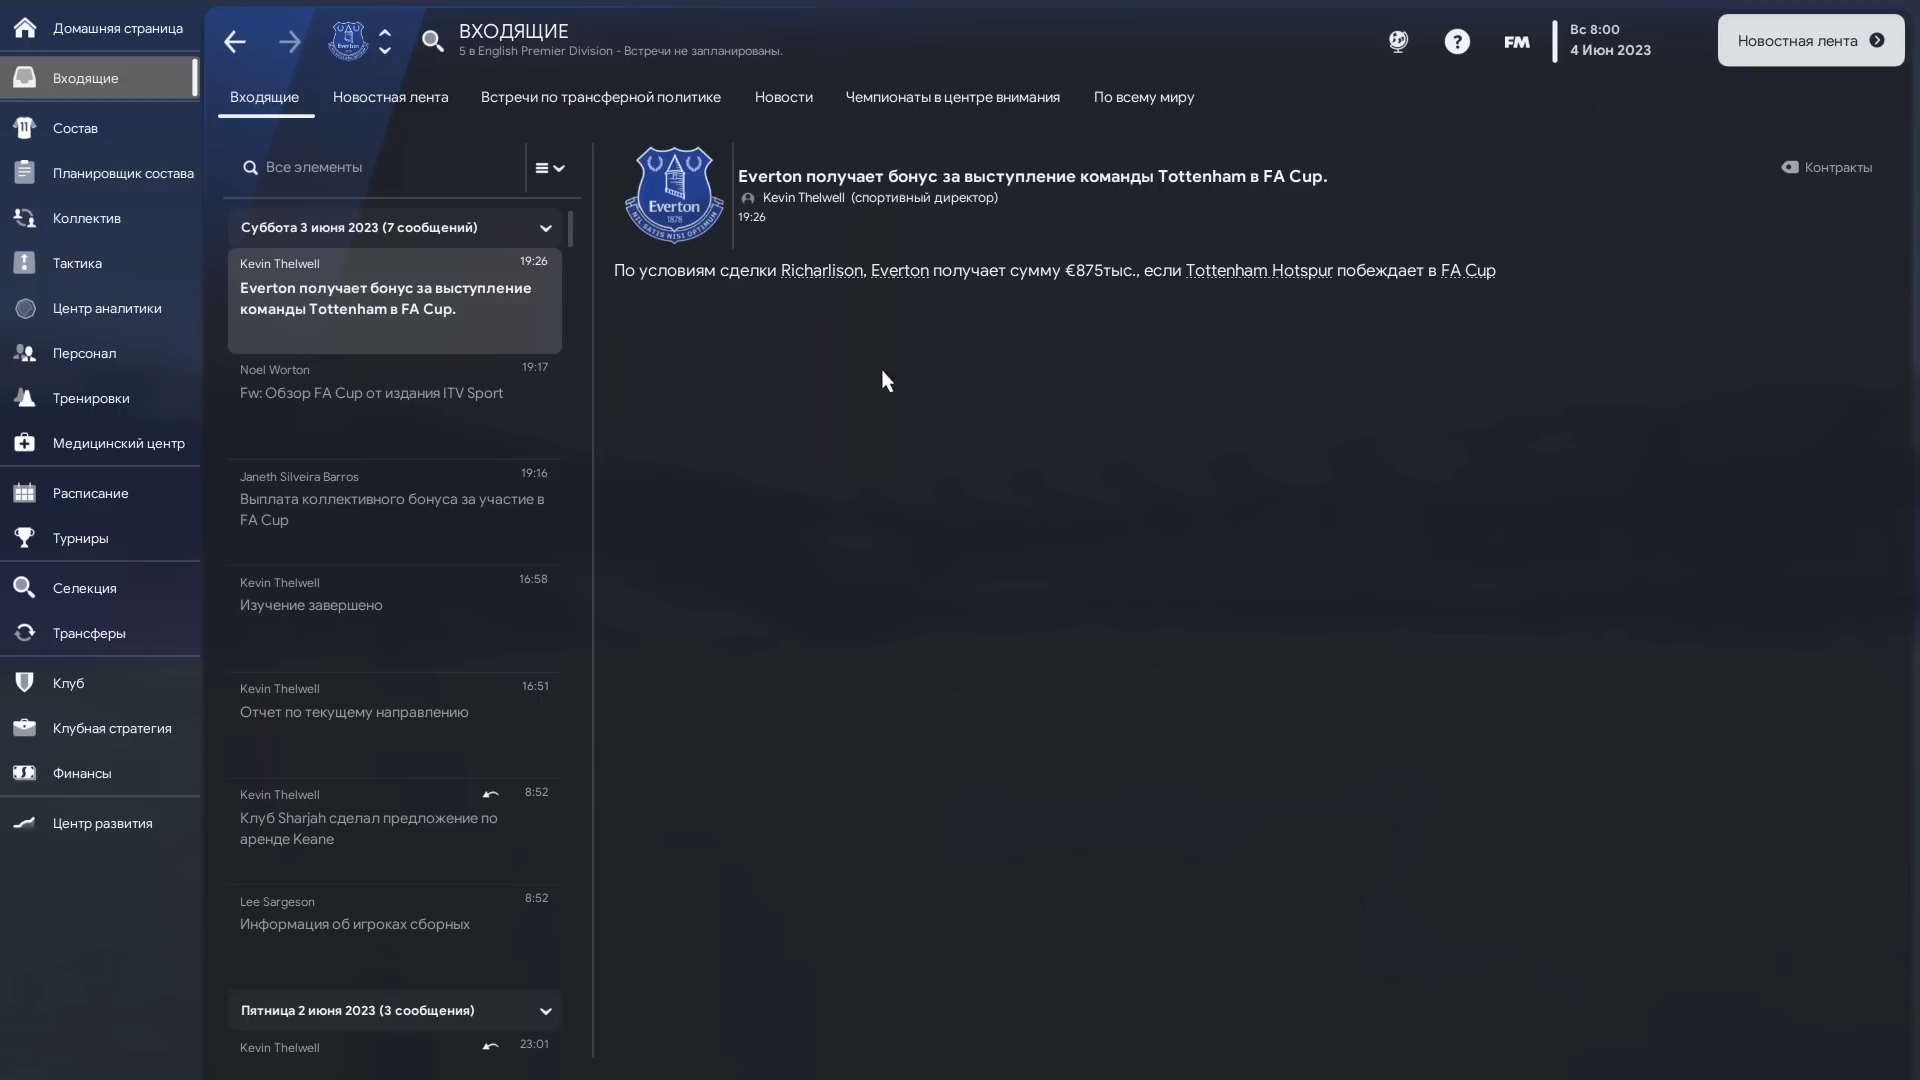 Домашняя страница
Входящие
Состав
Планировщик состава
Коллектив
Тактика
Центр аналитики
Персонал
Тренировки
Медицинский центр
Расписание
Турниры
Селекция
Трансферы
Клуб
Клубная стратегия
Финансы
Центр развития
ВХОДЯЩИЕ
5 в English Premier Division - Встречи не запланированы.
FM
Вс 8:00
4 Июн 2023
Новостная лента
Входящие
Новостная лента
Встречи по трансферной политике
Новости
Чемпионаты в центре внимания
По всему миру
Все элементы
Суббота 3 июня 2023 (7 сообщений)
Kevin Thelwell 19:26
Everton получает бонус за выступление
команды Tottenham в FA Cup.
Noel Worton 19:17
Fw: Обзор FA Cup от издания ITV Sport
Janeth Silveira Barros 19:16
Выплата коллективного бонуса за участие в
FA Cup
Kevin Thelwell 16:58
Изучение завершено
Kevin Thelwell 16:51
Отчет по текущему направлению
Kevin Thelwell 8:52
Клуб Sharjah сделал предложение по
аренде Keane
Lee Sargeson 8:52
Информация об игроках сборных
Пятница 2 июня 2023 (3 сообщения)
Kevin Thelwell 23:01
Everton
1878
NIL SATIS NISI OPTIMUM
Everton получает бонус за выступление команды Tottenham в FA Cup.
Kevin Thelwell (спортивный директор)
19:26
Контракты
По условиям сделки Richarlison, Everton получает сумму €875тыс., если Tottenham Hotspur побеждает в FA Cup